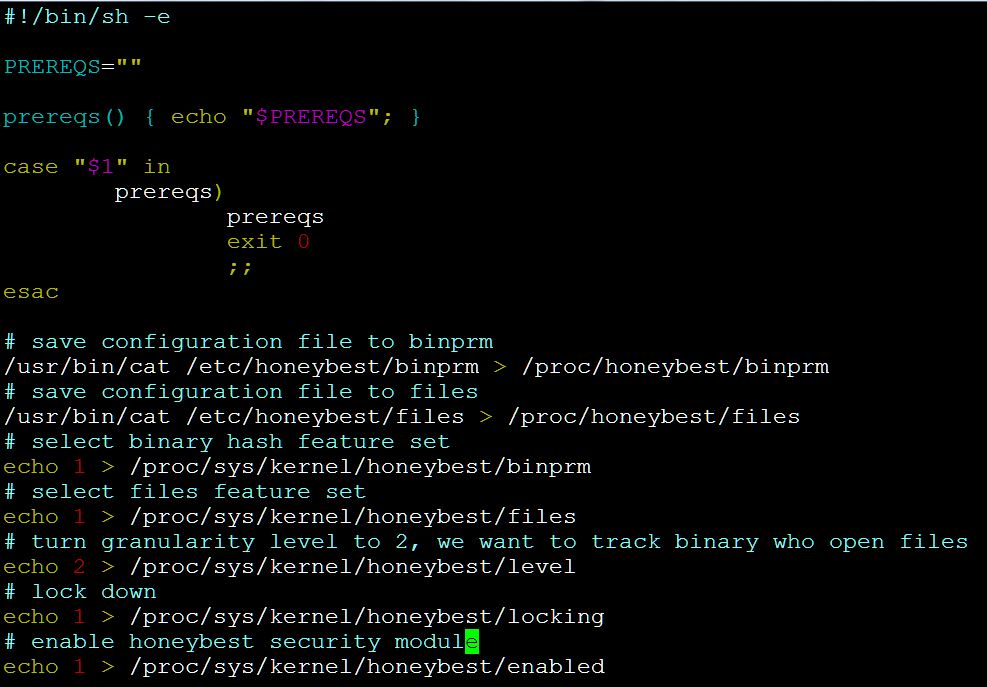 #!/bin/sh -e
PREREQS=""
prereqs() { echo "$PREREQS"; }
case "$1" in
prereqs)
prereqs
exit 0
;;
esac
# save configuration file to binprm
/usr/bin/cat /etc/honeybest/binprm > /proc/honeybest/binprm
# save configuration file to files
/usr/bin/cat /etc/honeybest/files > /proc/honeybest/files
# select binary hash feature set
echo 1 > /proc/sys/kernel/honeybest/binprm
# select files feature set
echo 1 > /proc/sys/kernel/honeybest/files
# turn granularity level to 2, we want to track binary who open files
echo 2 > /proc/sys/kernel/honeybest/level
# lock down
echo 1 > /proc/sys/kernel/honeybest/locking
# enable honeybest security module
echo 1 > /proc/sys/kernel/honeybest/enabled